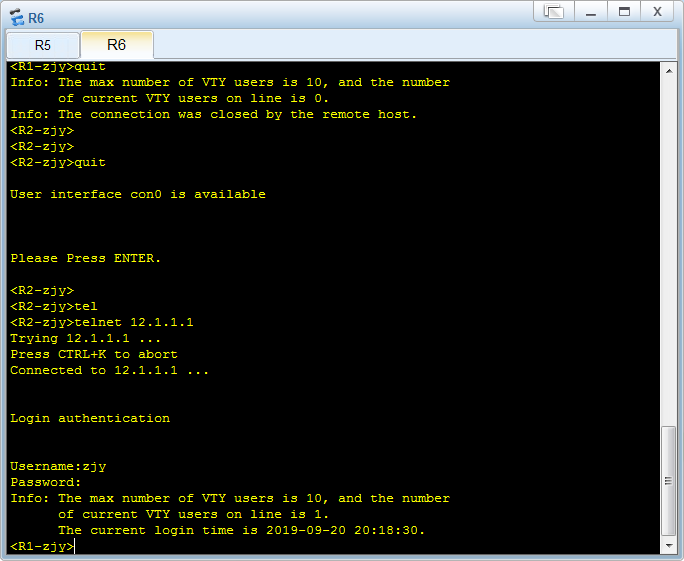 R6
R5
R6
<R1-zjy>quit
Info: The max number of VTY users is 10, and the number
      of current VTY users on line is 0.
Info: The connection was closed by the remote host.
<R2-zjy>
<R2-zjy>
<R2-zjy>quit

User interface con0 is available

Please Press ENTER.

<R2-zjy>
<R2-zjy>tel
<R2-zjy>telnet 12.1.1.1
Trying 12.1.1.1 ...
Press CTRL+K to abort
Connected to 12.1.1.1 ...

Login authentication

Username:zjy
Password:
Info: The max number of VTY users is 10, and the number
      of current VTY users on line is 1.
      The current login time is 2019-09-20 20:18:30.
<R1-zjy>